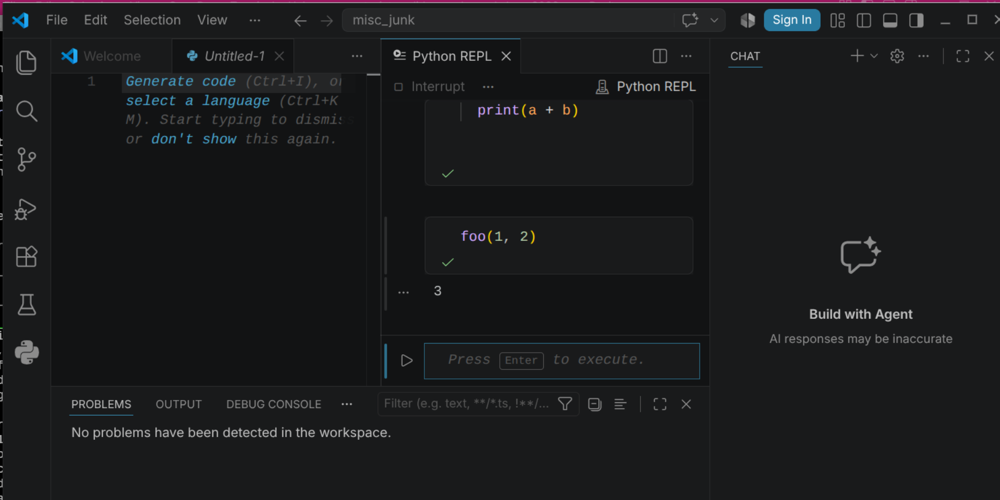 File Edit Selection View ... misc_junk Sign In
Welcome Untitled-1 ... Python REPL ... CHAT ...
Interrupt ... Python REPL
1 Generate code (Ctrl+I), or
select a language (Ctrl+K
M). Start typing to dismiss
or don't show this again.
print(a + b)
foo(1, 2)
... 3
Press Enter to execute.
Build with Agent
AI responses may be inaccurate
PROBLEMS OUTPUT DEBUG CONSOLE ... Filter (e.g. text, **/*.ts, !**/...
No problems have been detected in the workspace.